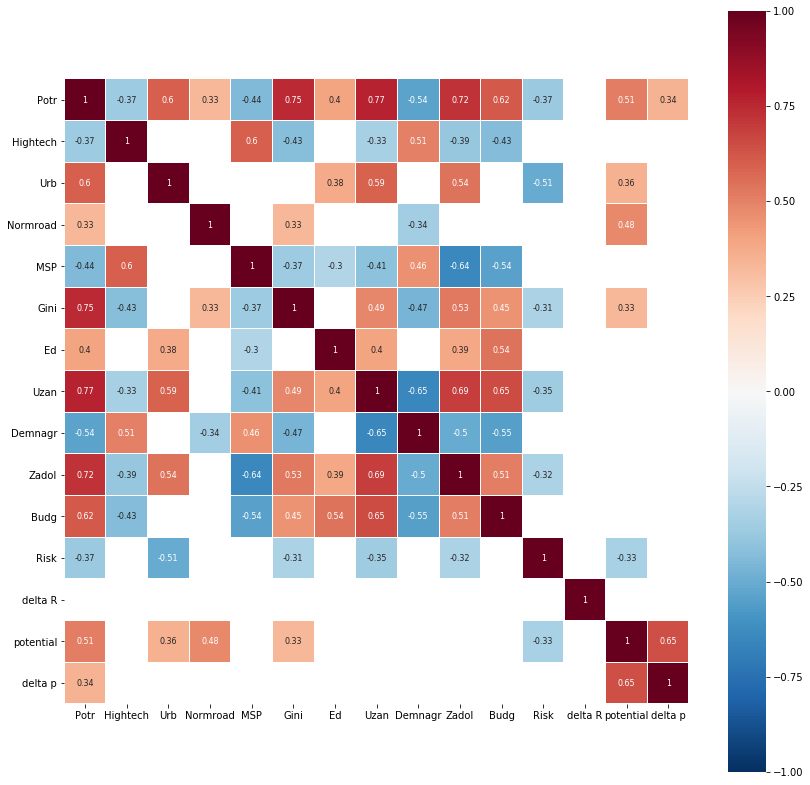 1.00
Potr 1 -0.37 0.6 0.33 -0.44 0.75 0.4 0.77 -0.54 0.72 0.62 -0.37 0.51 0.34
Hightech -0.37 1 0.6 -0.43 -0.33 0.51 -0.39 -0.43
0.75
Urb 0.6 1 0.38 0.59 0.54 -0.51 0.36
Normroad 0.33 1 0.33 -0.34 0.48
0.50
MSP -0.44 0.6 1 -0.37 -0.3 -0.41 0.46 -0.64 -0.54
0.25
Gini 0.75 -0.43 0.33 -0.37 1 0.49 -0.47 0.53 0.45 -0.31 0.33
Ed 0.4 0.38 -0.3 1 0.4 0.39 0.54
0.00
Uzan 0.77 -0.33 0.59 -0.41 0.49 0.4 1 -0.65 0.69 0.65 -0.35
Demnagr -0.54 0.51 -0.34 0.46 -0.47 -0.65 1 -0.5 -0.55
Zadol 0.72 -0.39 0.54 -0.64 0.53 0.39 0.69 -0.5 1 0.51 -0.32
−0.25
Budg 0.62 -0.43 -0.54 0.45 0.54 0.65 -0.55 0.51 1
Risk -0.37 -0.51 -0.31 -0.35 -0.32 1 -0.33
−0.50
delta R 1
potential 0.51 0.36 0.48 0.33 -0.33 1 0.65
−0.75
delta p 0.34 0.65 1
Potr Hightech Urb Normroad MSP Gini Ed Uzan Demnagr Zadol Budg Risk delta R potential delta p
−1.00